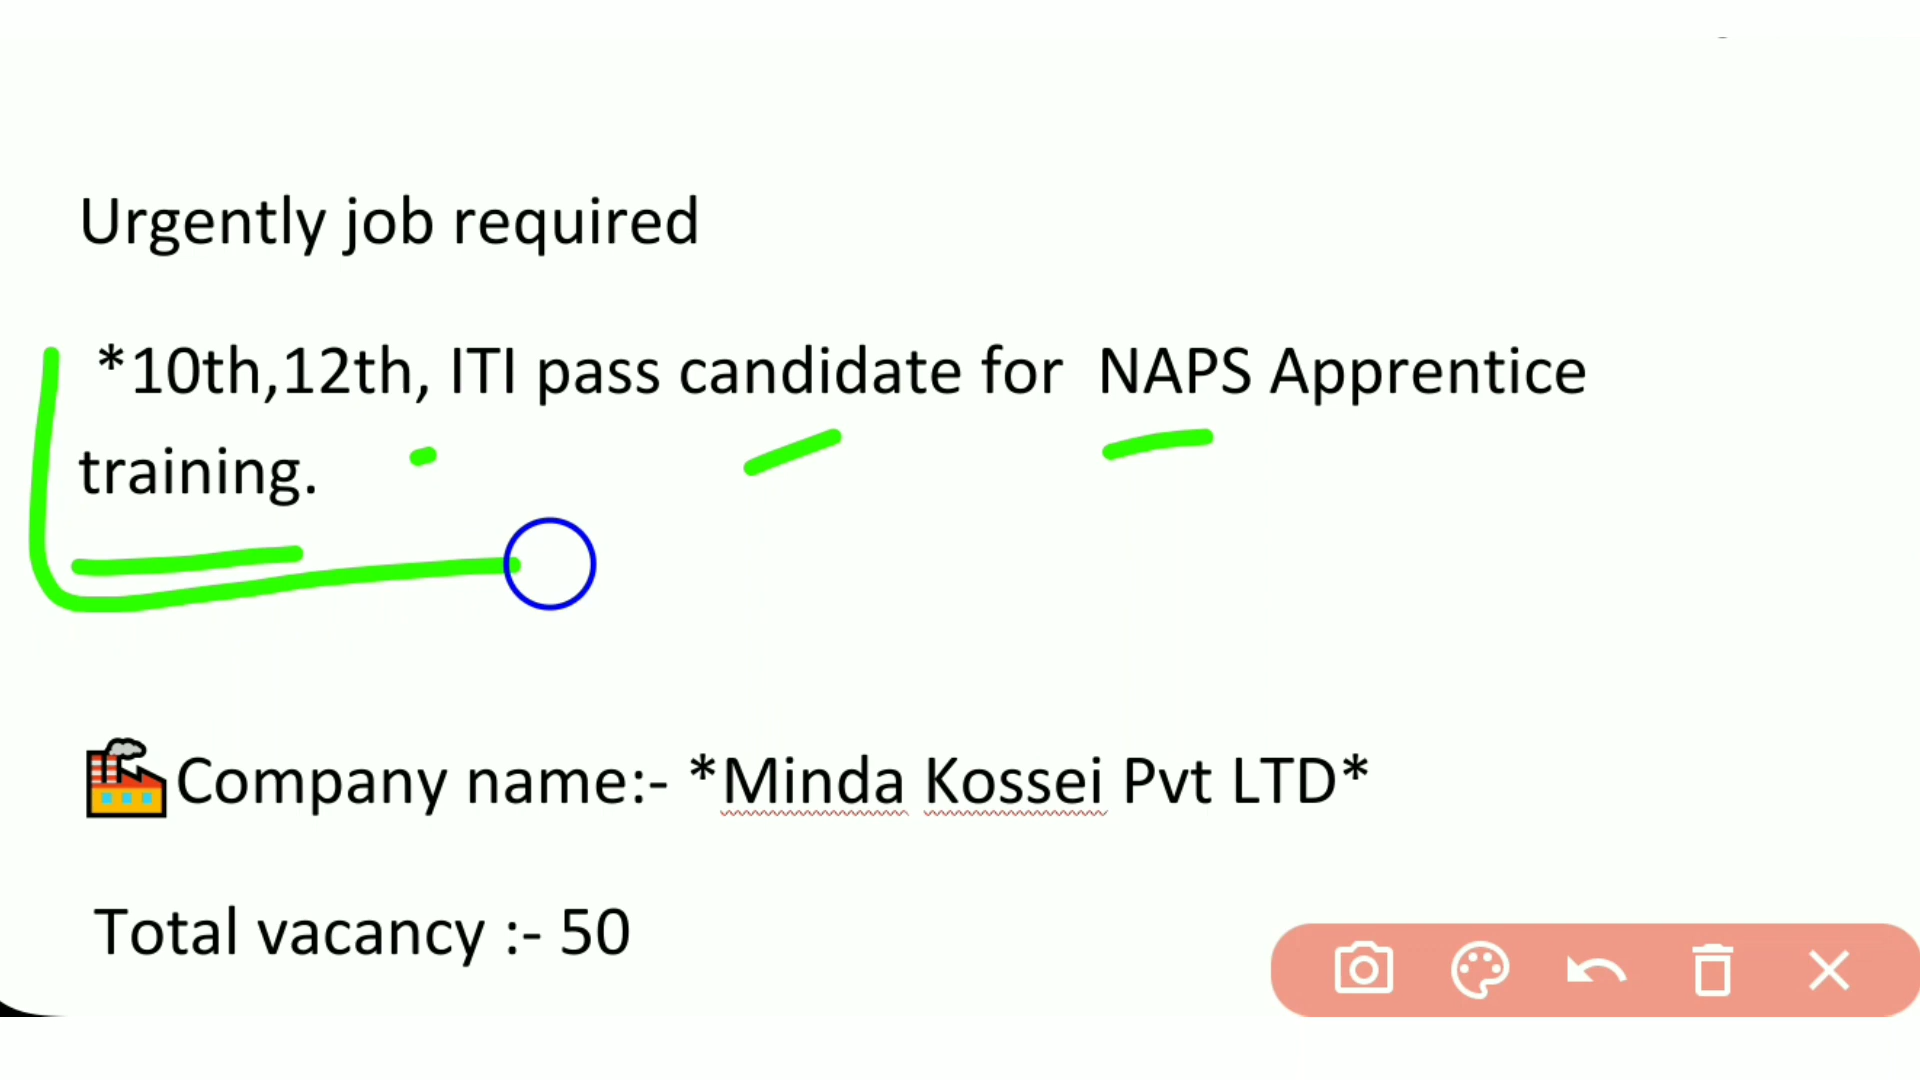 Urgently job required
*10th,12th, ITI pass candidate for NAPS Apprentice
training.
Company name:- *Minda Kossei Pvt LTD*
Total vacancy :- 50